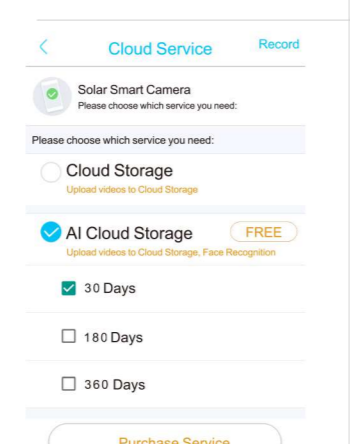 Cloud Service
Record
Solar Smart Camera
Please choose which service you need:
Please choose which service you need:
Cloud Storage
Upload videos to Cloud Storage
AI Cloud Storage
FREE
Upload videos to Cloud Storage, Face Recognition
30 Days
180 Days
360 Days
Purchase Service